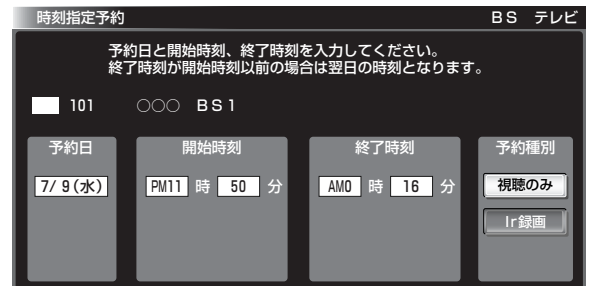 時刻指定予約 BS テレビ
予約日と開始時刻、終了時刻を入力してください。
終了時刻が開始時刻以前の場合は翌日の時刻となります。
101 ○○○ BS1
予約日 開始時刻 終了時刻 予約種別
7/ 9(水) PM11 時 50 分 AM0 時 16 分 視聴のみ
Ir録画